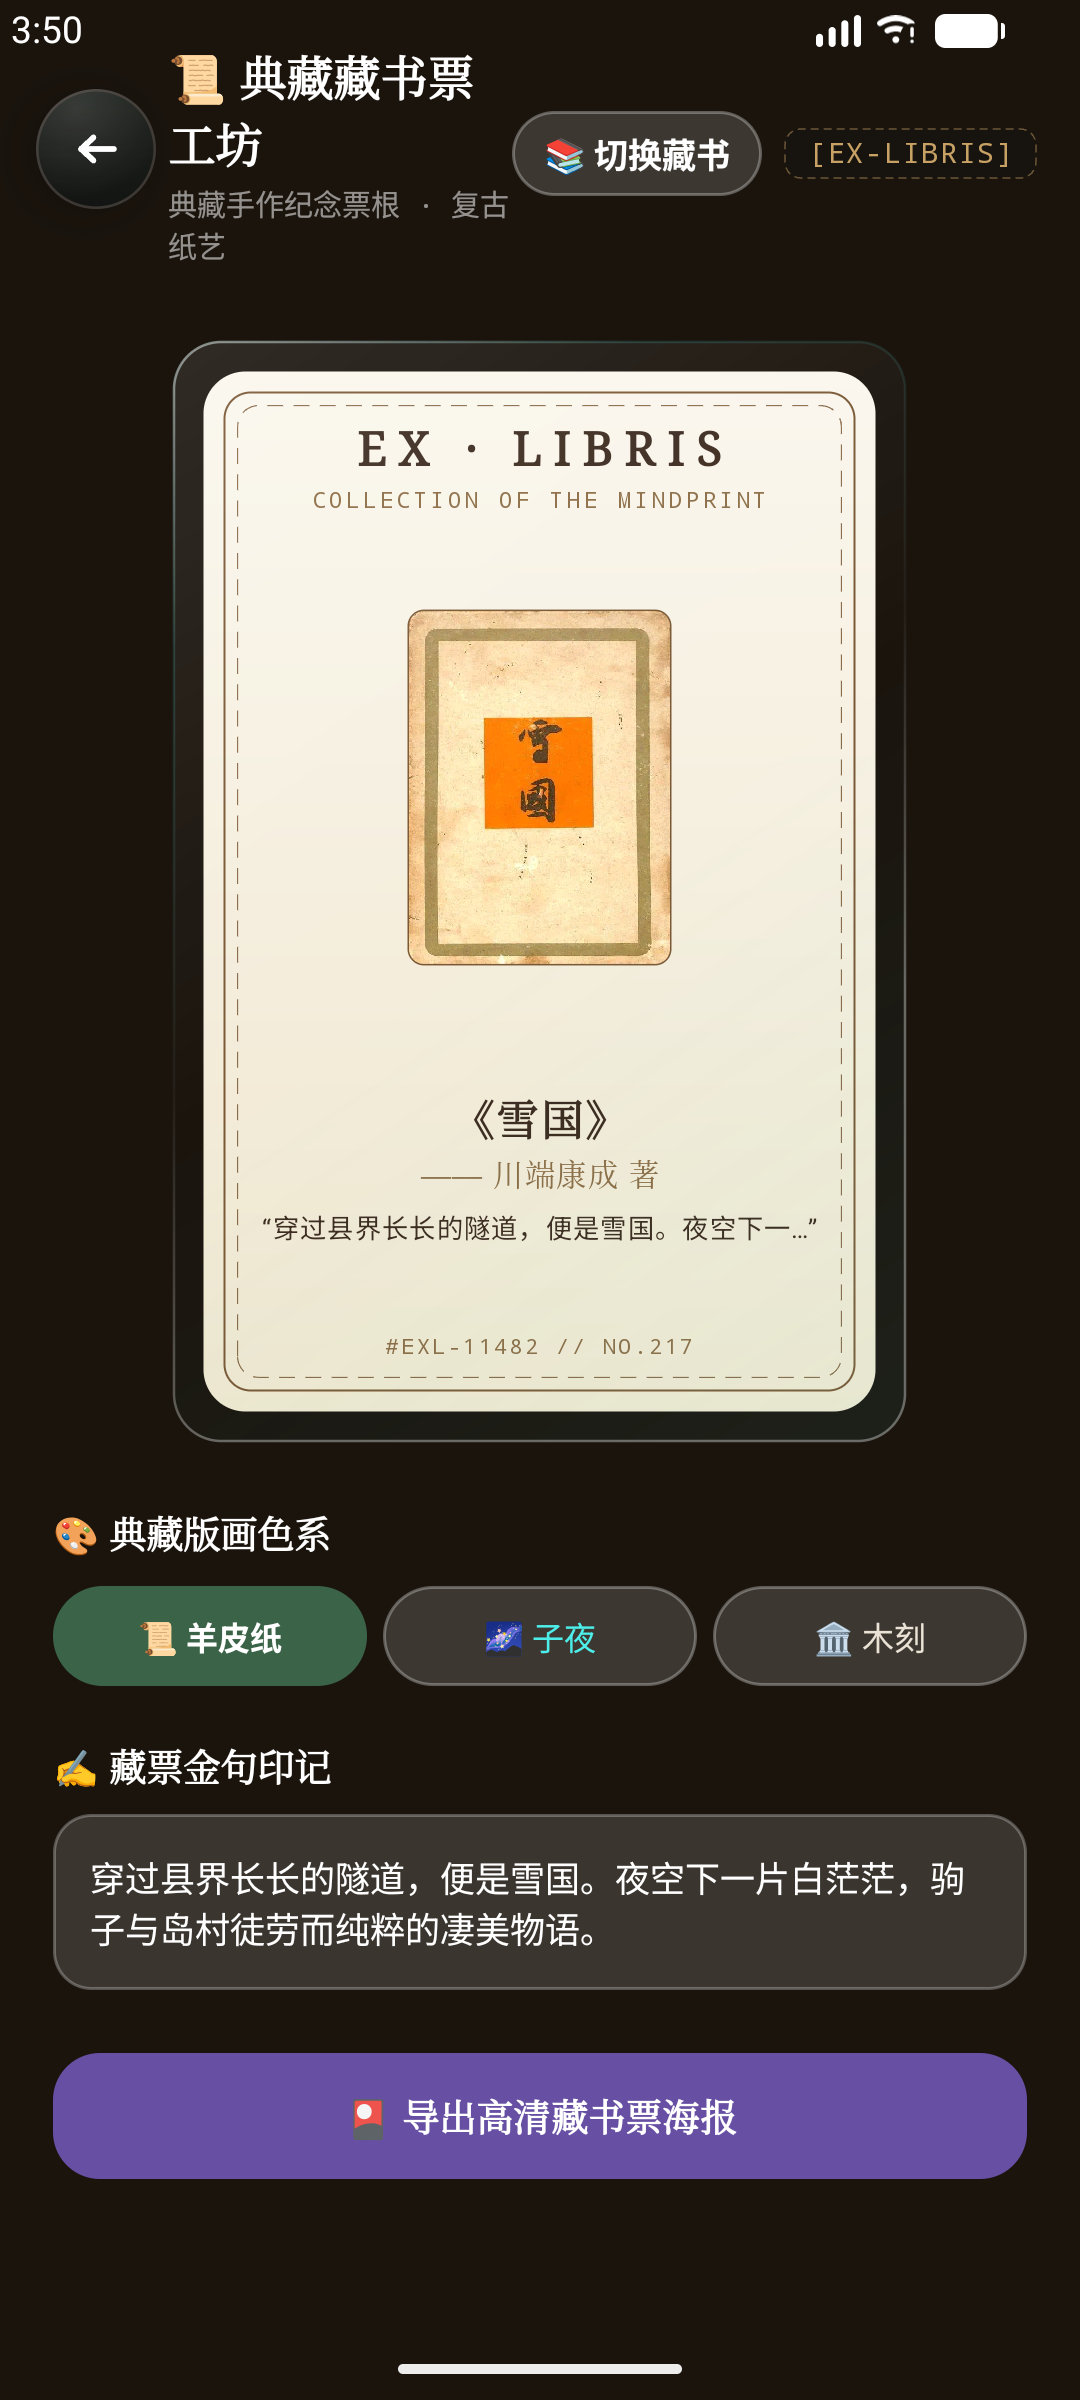 3:50
📜 典藏藏书票
工坊
典藏手作纪念票根 · 复古
纸艺
📚 切换藏书
[EX-LIBRIS]
EX · LIBRIS
COLLECTION OF THE MINDPRINT
雪
國
《雪国》
—— 川端康成 著
“穿过县界长长的隧道，便是雪国。夜空下一...”
#EXL-11482 // NO.217
🎨 典藏版画色系
📜 羊皮纸
🌌 子夜
🏛️ 木刻
✍️ 藏票金句印记
穿过县界长长的隧道，便是雪国。夜空下一片白茫茫，驹
子与岛村徒劳而纯粹的凄美物语。
🎴 导出高清藏书票海报